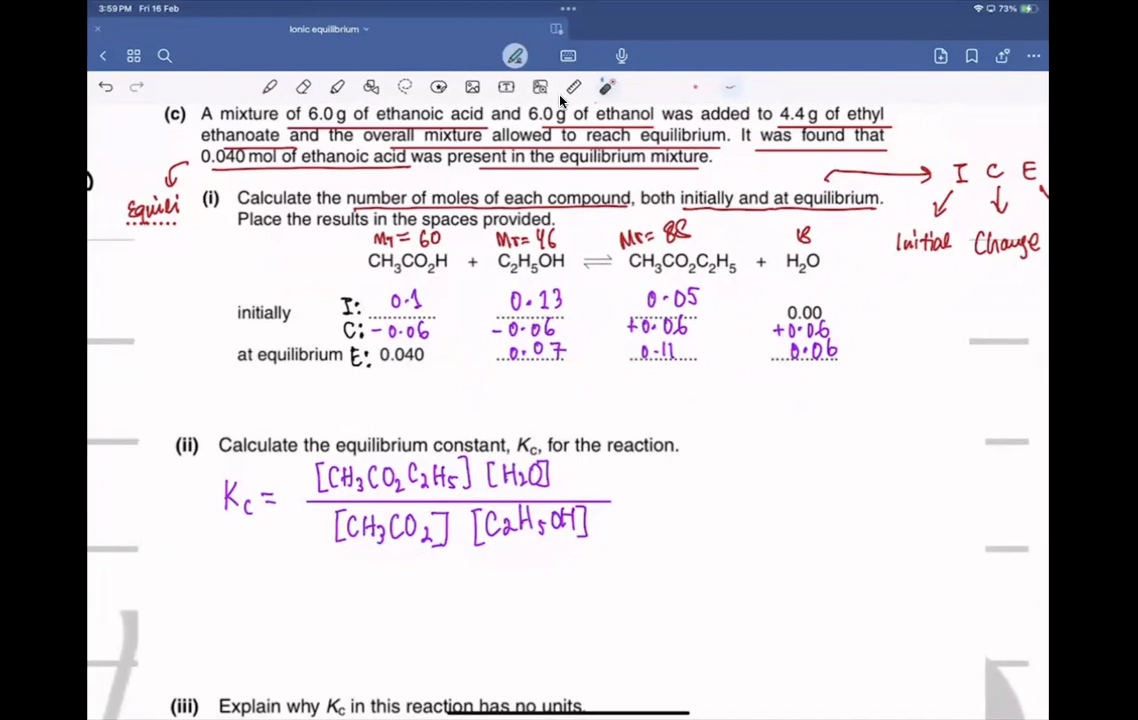 3:59 PM Fri 16 Feb
73%
Ionic equilibrium
(c) A mixture of 6.0 g of ethanoic acid and 6.0 g of ethanol was added to 4.4 g of ethyl
ethanoate and the overall mixture allowed to reach equilibrium. It was found that
0.040 mol of ethanoic acid was present in the equilibrium mixture.
I C E
Equili
(i) Calculate the number of moles of each compound, both initially and at equilibrium.
Place the results in the spaces provided.
Initial Change
Mr = 60 Mr = 46 Mr = 88 18
CH₃CO₂H + C₂H₅OH ⇌ CH₃CO₂C₂H₅ + H₂O
initially I: 0.1 0.13 0.05 0.00
C: -0.06 -0.06 +0.06 +0.06
at equilibrium E: 0.040 0.07 0.11 0.06
(ii) Calculate the equilibrium constant, Kc, for the reaction.
Kc = [CH₃CO₂C₂H₅] [H₂O]
[CH₃CO₂] [C₂H₅OH]
(iii) Explain why Kc in this reaction has no units.